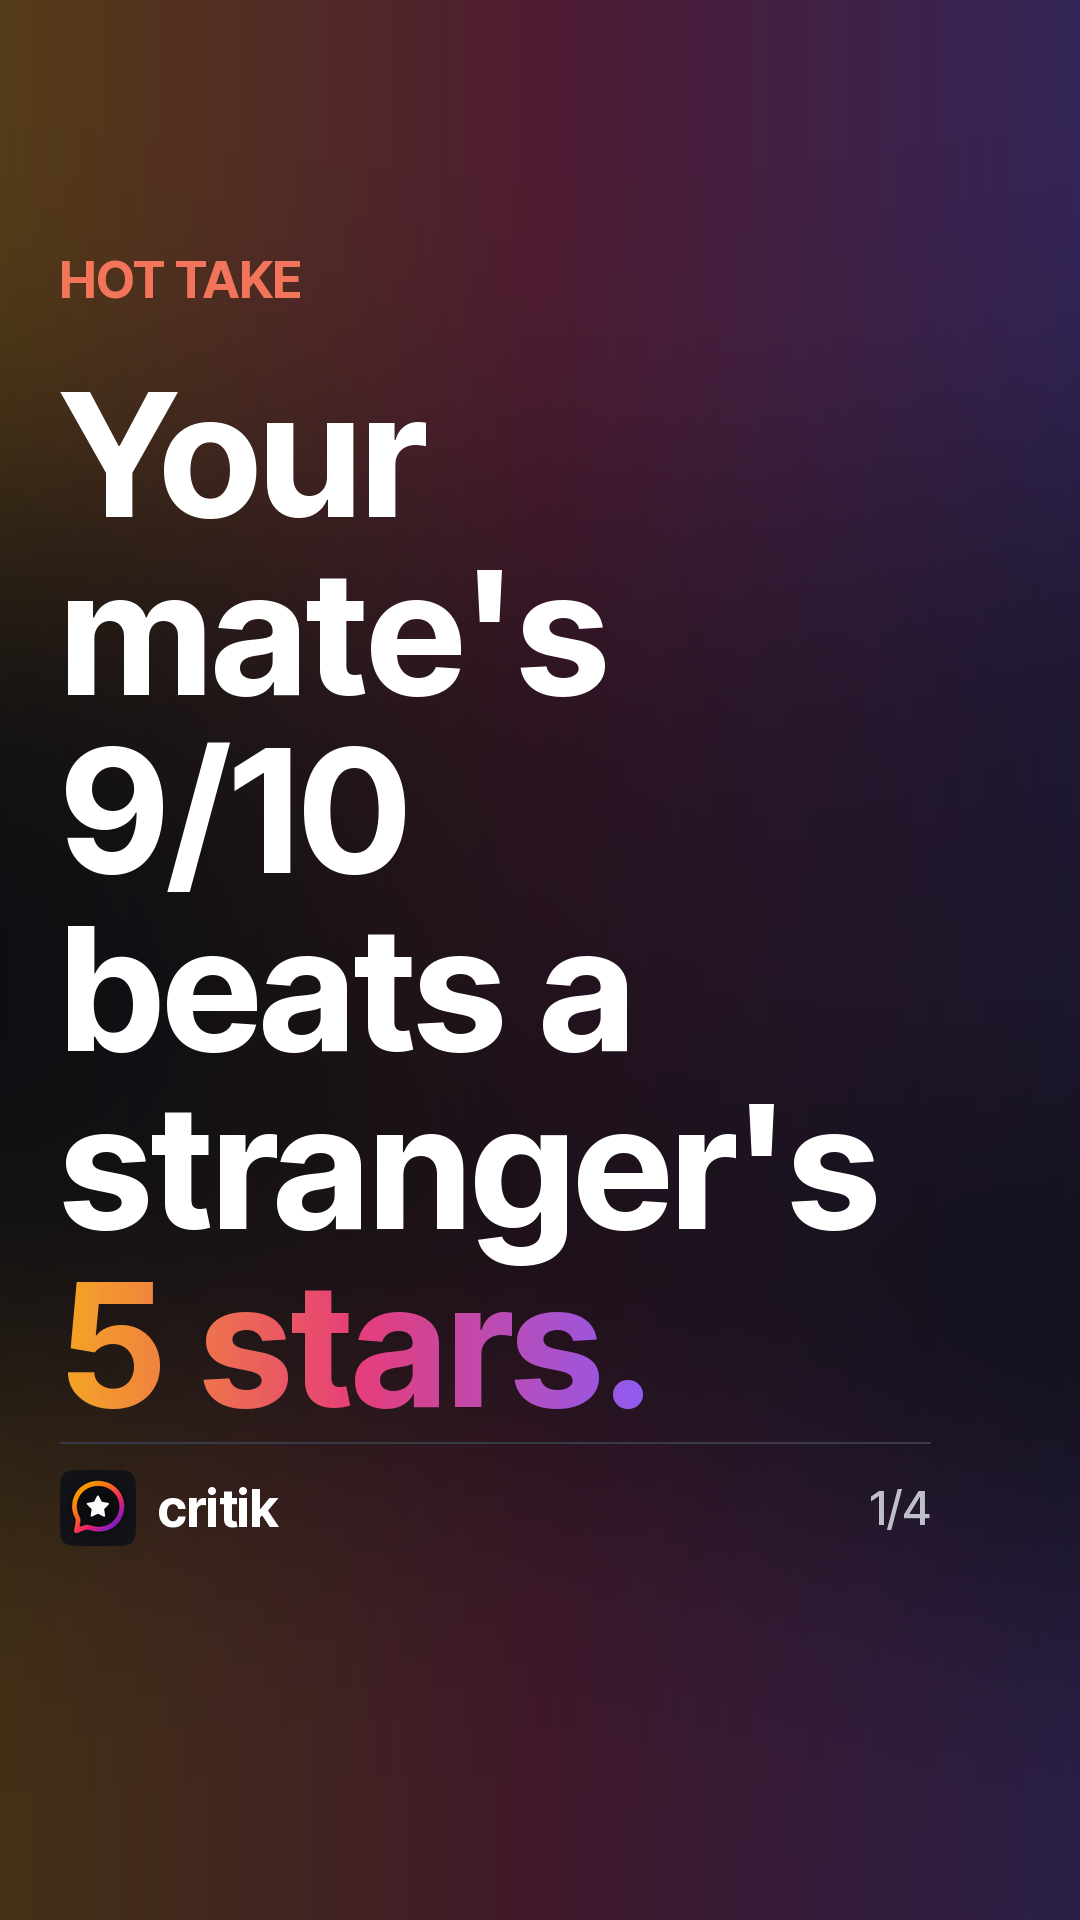 HOT TAKE
Your
mate's
9/10
beats a
stranger's
5 stars.
critik
1/4